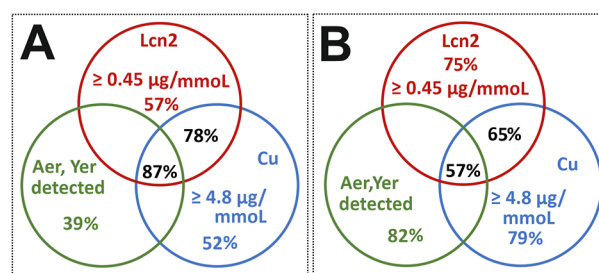 A
Lcn2
≥ 0.45 µg/mmoL
57%
78%
87%
Cu
Aer, Yer
detected
39%
≥ 4.8 µg/
mmoL
52%
B
Lcn2
75%
≥ 0.45 µg/mmoL
65%
57%
Cu
Aer,Yer
detected
82%
≥ 4.8 µg/
mmoL
79%